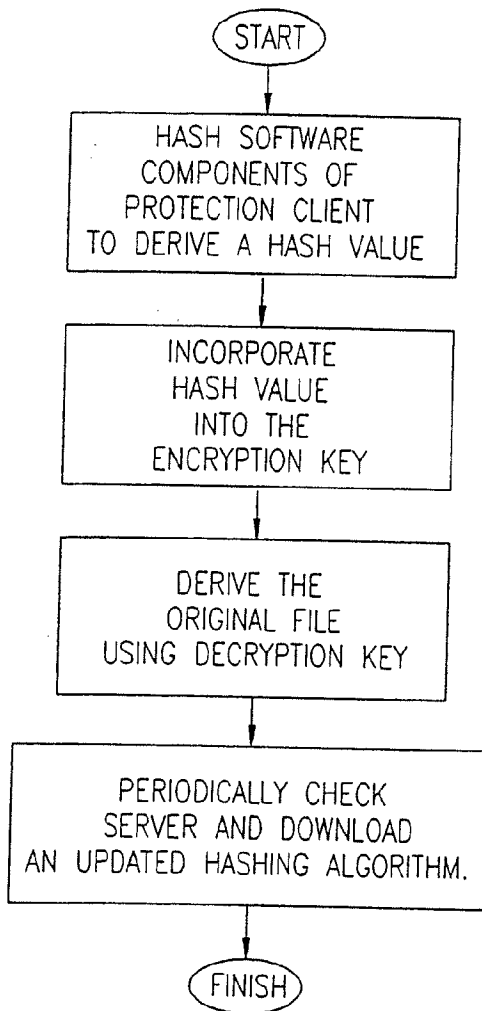 START
HASH SOFTWARE
COMPONENTS OF
PROTECTION CLIENT
TO DERIVE A HASH VALUE
INCORPORATE
HASH VALUE
INTO THE
ENCRYPTION KEY
DERIVE THE
ORIGINAL FILE
USING DECRYPTION KEY
PERIODICALLY CHECK
SERVER AND DOWNLOAD
AN UPDATED HASHING ALGORITHM.
FINISH